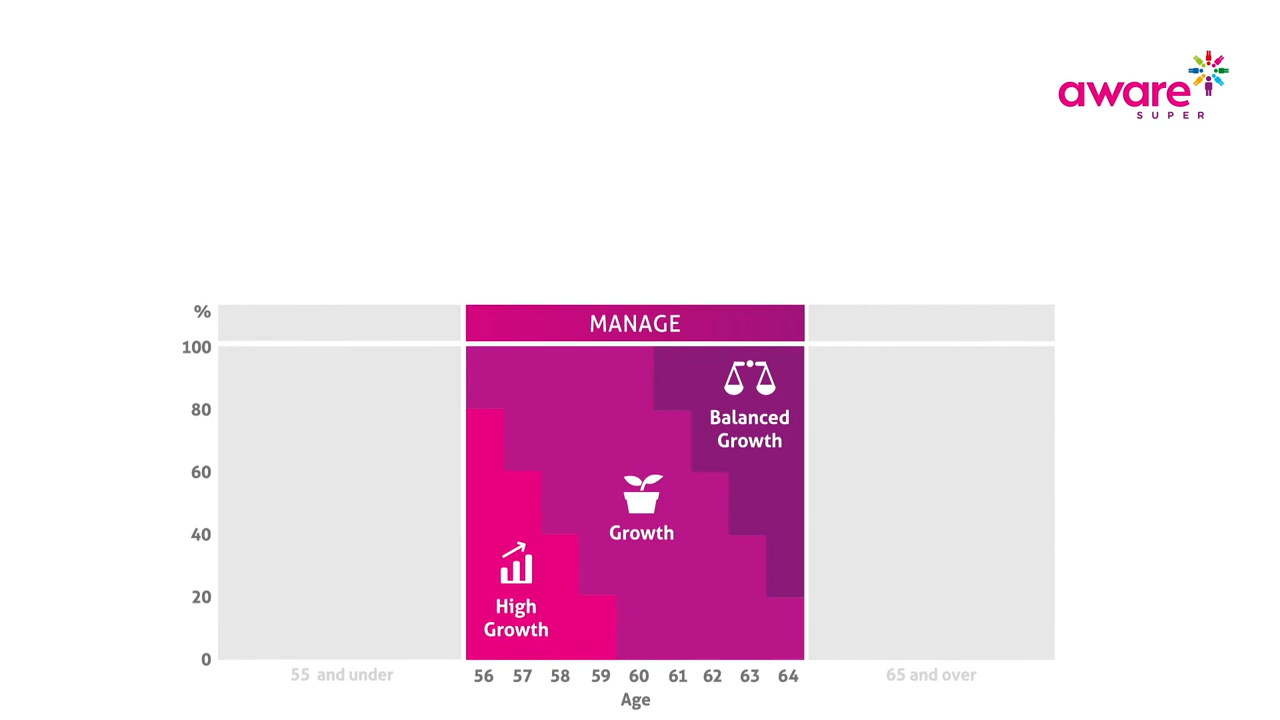 aware
SUPER
%
MANAGE
100
80
60
40
20
0
Balanced
Growth
Growth
High
Growth
55 and under
56 57 58 59 60 61 62 63 64
65 and over
Age